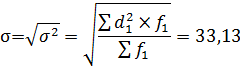 σ=√σ² = √(∑ d₁² × f₁ / ∑ f₁) = 33,13